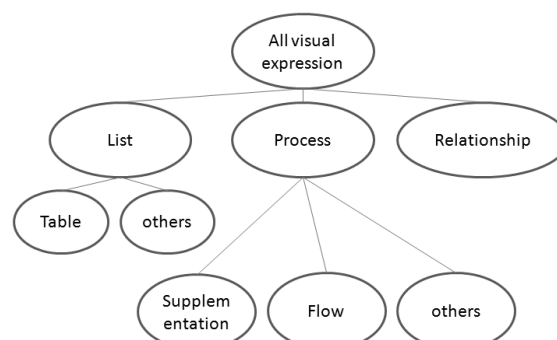 All visual
expression
List
Process
Relationship
Table
others
Supplem
entation
Flow
others